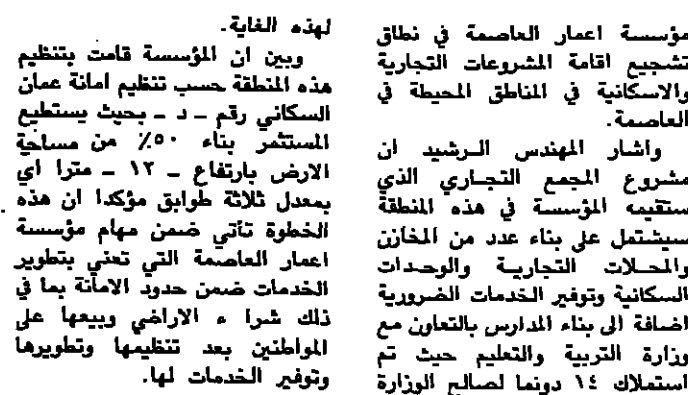 مؤسسة اعمار العاصمة في نطاق
تشجيع اقامة المشروعات التجارية
والاسكانية في المناطق المحيطة في
العاصمة.
واشار المهندس الرشيد ان
مشروع المجمع التجاري الذي
ستقيمه المؤسسة في هذه المنطقة
سيشتمل على بناء عدد من المخازن
والمحلات التجارية والوحدات
السكانية وتوفير الخدمات الضرورية
اضافة الى بناء المدارس بالتعاون مع
وزارة التربية والتعليم حيث تم
استملاك ١٤ دونما لصالح الوزارة
لهذه الغاية.
وبين ان المؤسسة قامت بتنظيم
هذه المنطقة حسب تنظيم امانة عمان
السكاني رقم ـ د ـ بحيث يستطيع
المستثمر بناء ٥٠٪ من مساحة
الارض بارتفاع ـ ١٢ ـ مترا اي
بمعدل ثلاثة طوابق مؤكدا ان هذه
الخطوة تأتي ضمن مهام مؤسسة
اعمار العاصمة التي تعني بتطوير
الخدمات ضمن حدود الامانة بما في
ذلك شرا ء الاراضي وبيعها على
المواطنين بعد تنظيمها وتطويرها
وتوفير الخدمات لها.